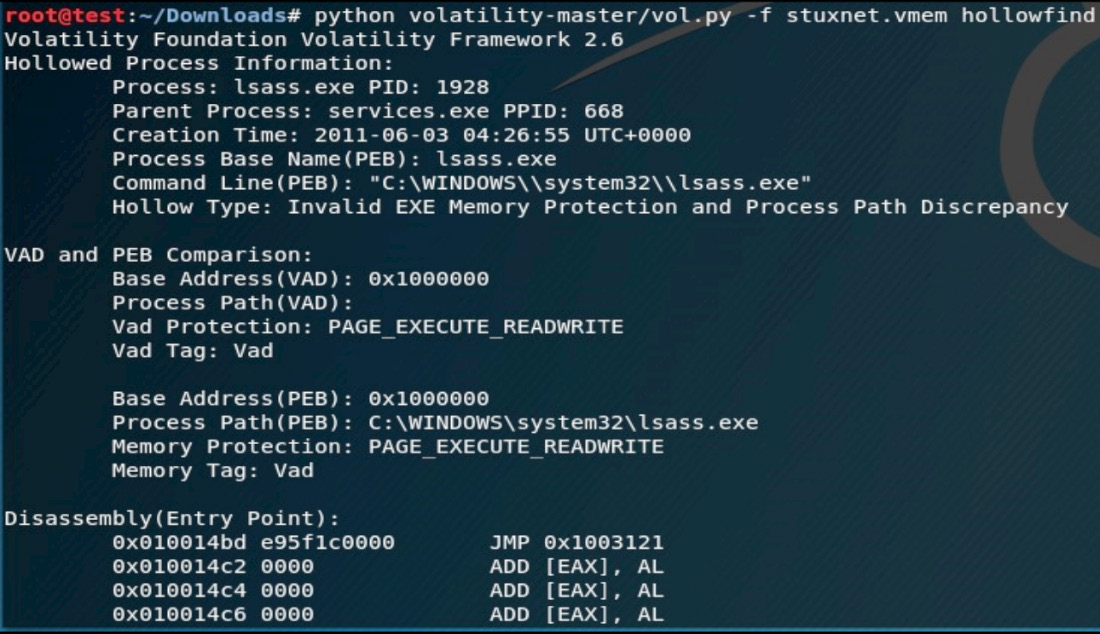 root@test:~/Downloads# python volatility-master/vol.py -f stuxnet.vmem hollowfind
Volatility Foundation Volatility Framework 2.6
Hollowed Process Information:
Process: lsass.exe PID: 1928
Parent Process: services.exe PPID: 668
Creation Time: 2011-06-03 04:26:55 UTC+0000
Process Base Name(PEB): lsass.exe
Command Line(PEB): "C:\WINDOWS\\system32\\lsass.exe"
Hollow Type: Invalid EXE Memory Protection and Process Path Discrepancy
VAD and PEB Comparison:
Base Address(VAD): 0x1000000
Process Path(VAD):
Vad Protection: PAGE_EXECUTE_READWRITE
Vad Tag: Vad
Base Address(PEB): 0x1000000
Process Path(PEB): C:\WINDOWS\system32\lsass.exe
Memory Protection: PAGE_EXECUTE_READWRITE
Memory Tag: Vad
Disassembly(Entry Point):
0x010014bd e95f1c0000 JMP 0x1003121
0x010014c2 0000 ADD [EAX], AL
0x010014c4 0000 ADD [EAX], AL
0x010014c6 0000 ADD [EAX], AL